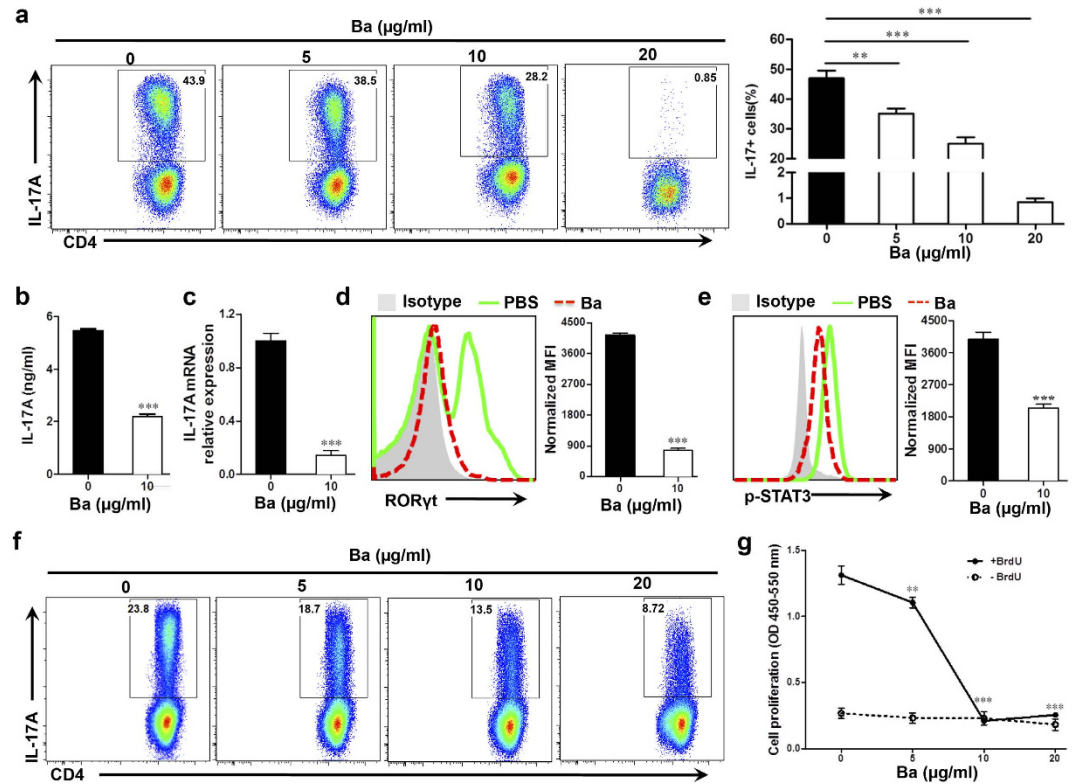 a
Ba (µg/ml)
0 5 10 20
43.9 38.5 28.2 0.85
IL-17A
CD4
***
***
**
60
50
40
30
20
2
1
0
IL-17+ cells(%)
0 5 10 20
Ba (µg/ml)
b
6
4
2
0
IL-17A (ng/ml)
***
0 10
Ba (µg/ml)
c
1.2
0.9
0.6
0.3
0.0
IL-17A mRNA
relative expression
***
0 10
Ba (µg/ml)
d
Isotype PBS Ba
RORγt
4500
3600
2700
1800
900
0
Normalized MFI
***
0 10
Ba (µg/ml)
e
Isotype PBS Ba
p-STAT3
4500
3600
2700
1800
900
0
Normalized MFI
***
0 10
Ba (µg/ml)
f
Ba (µg/ml)
0 5 10 20
23.8 18.7 13.5 8.72
IL-17A
CD4
g
1.5
1.0
0.5
0.0
Cell proliferation (OD 450-550 nm)
+BrdU
- BrdU
**
***
***
0 5 10 20
Ba (µg/ml)